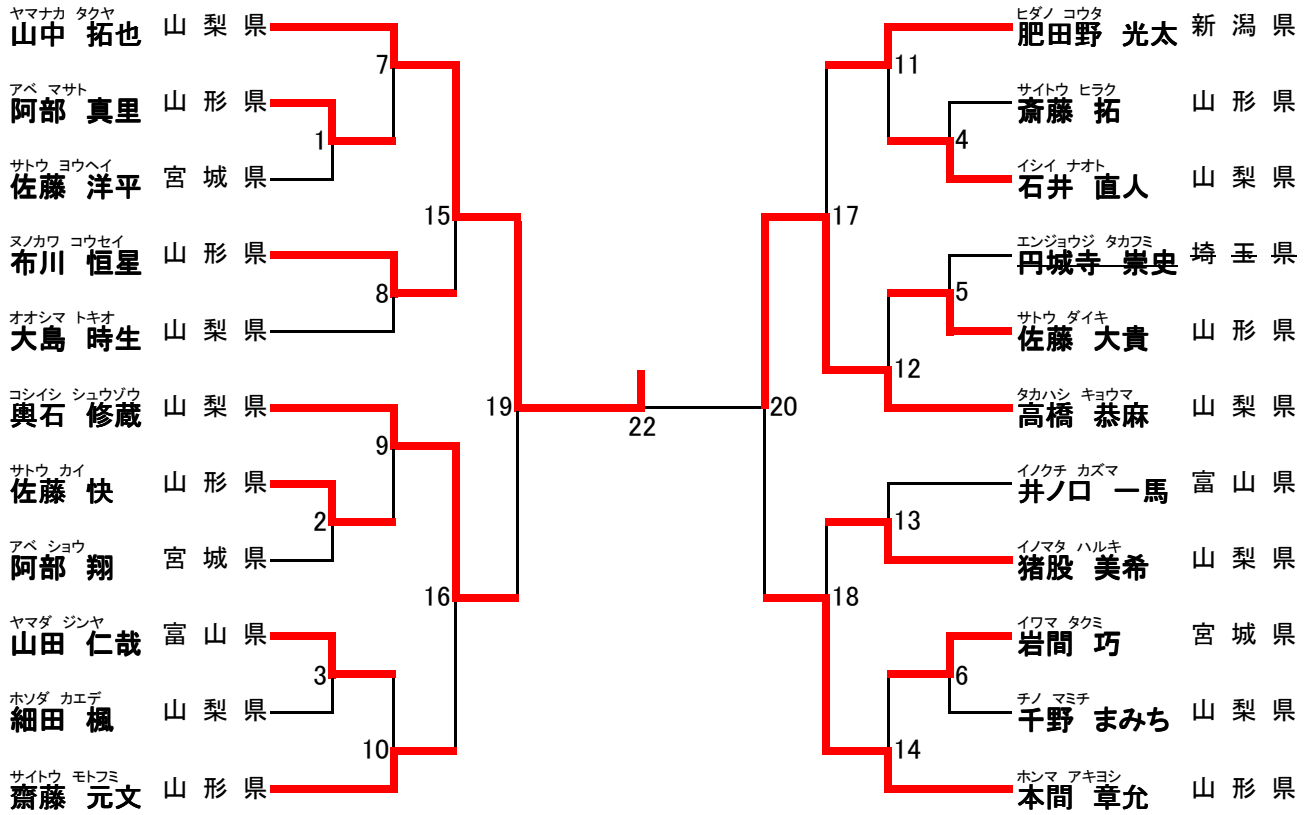 ヤマナカ タクヤ
山中 拓也 山梨県
アベ マサト
阿部 真里 山形県
サトウ ヨウヘイ
佐藤 洋平 宮城県
ヌノカワ コウセイ
布川 恒星 山形県
オオシマ トキオ
大島 時生 山梨県
コシイシ シュウゾウ
輿石 修蔵 山梨県
サトウ カイ
佐藤 快 山形県
アベ ショウ
阿部 翔 宮城県
ヤマダ ジンヤ
山田 仁哉 富山県
ホソダ カエデ
細田 楓 山梨県
サイトウ モトフミ
齋藤 元文 山形県
7
1
15
8
19
9
2
16
3
10
22
11
4
17
5
12
20
13
18
6
14
ヒダノ コウタ
肥田野 光太 新潟県
サイトウ ヒラク
斎藤 拓 山形県
イシイ ナオト
石井 直人 山梨県
エンジョウジ タカフミ
円城寺 崇史 埼玉県
サトウ ダイキ
佐藤 大貴 山形県
タカハシ キョウマ
高橋 恭麻 山梨県
イノクチ カズマ
井ノ口 一馬 富山県
イノマタ ハルキ
猪股 美希 山梨県
イワマ タクミ
岩間 巧 宮城県
チノ マミチ
千野 まみち 山梨県
ホンマ アキヨシ
本間 章允 山形県